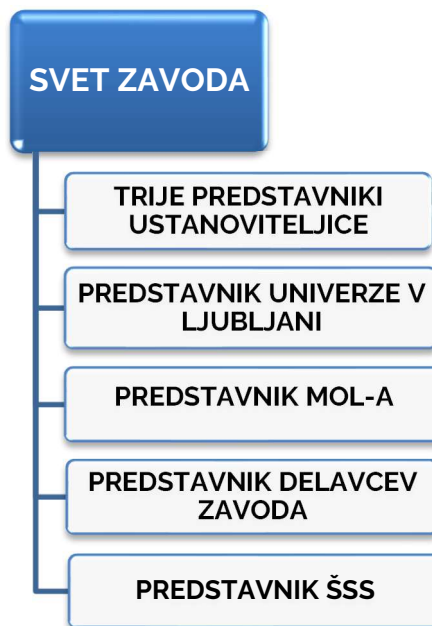 SVET ZAVODA
TRIJE PREDSTAVNIKI
USTANOVITELJICE
PREDSTAVNIK UNIVERZE V
LJUBLJANI
PREDSTAVNIK MOL-A
PREDSTAVNIK DELAVCEV
ZAVODA
PREDSTAVNIK ŠSS